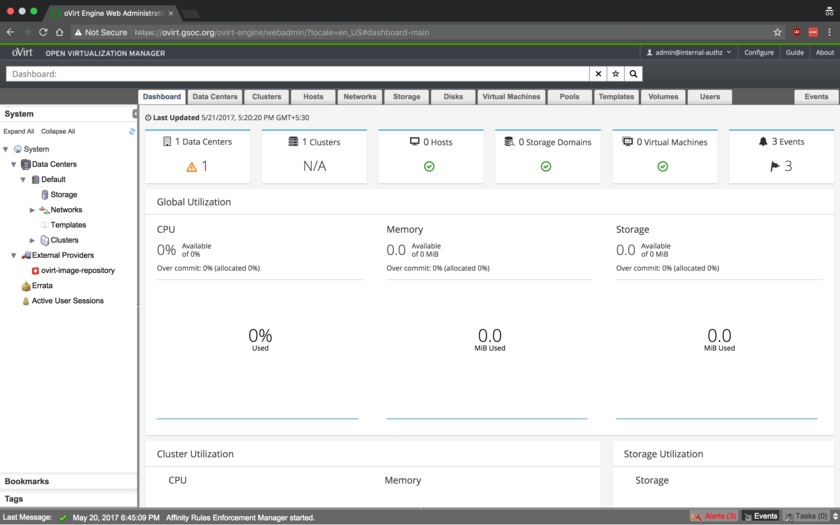 oVirt Engine Web Administratio
Not Secure https://ovirt.gsoc.org/ovirt-engine/webadmin/?locale=en_US#dashboard-main
oVirt OPEN VIRTUALIZATION MANAGER admin@internal-authz Configure Guide About
Dashboard:
System Dashboard Data Centers Clusters Hosts Networks Storage Disks Virtual Machines Pools Templates Volumes Users Events
Expand All Collapse All
Last Updated 5/21/2017, 5:20:20 PM GMT+5:30
System
Data Centers
Default
Storage
Networks
Templates
Clusters
External Providers
ovirt-image-repository
Errata
Active User Sessions
1 Data Centers 1 Clusters 0 Hosts 0 Storage Domains 0 Virtual Machines 3 Events
1 N/A 3
Global Utilization
CPU Memory Storage
0% Available of 0% 0.0 Available of 0 MiB 0.0 Available of 0 MiB
Over commit: 0% (allocated 0%) Over commit: 0% (allocated 0%) Over commit: 0% (allocated 0%)
0% 0.0 0.0
Used MiB Used MiB Used
Cluster Utilization Storage Utilization
CPU Memory Storage
Bookmarks
Tags
Last Message: May 20, 2017 6:45:09 PM Affinity Rules Enforcement Manager started. Alerts (3) Events Tasks (0)